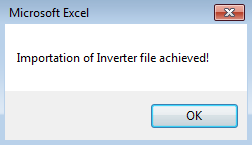 Microsoft Excel
Importation of Inverter file achieved!
OK